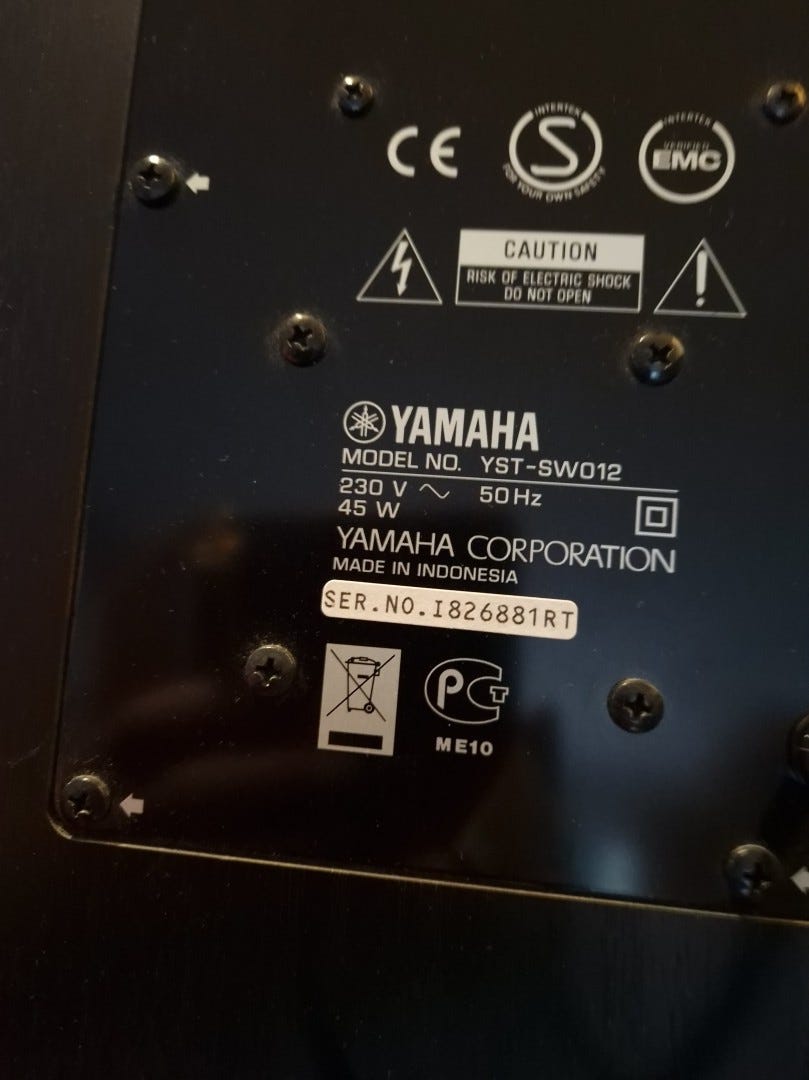 CE
INTERTEK
S
FOR YOUR OWN SAFETY
INTERTEK
VERIFIED
EMC
CAUTION
RISK OF ELECTRIC SHOCK
DO NOT OPEN
YAMAHA
MODEL NO. YST-SW012
230 V ~ 50 Hz
45 W
YAMAHA CORPORATION
MADE IN INDONESIA
SER.NO.I826881RT
PCT
ME10